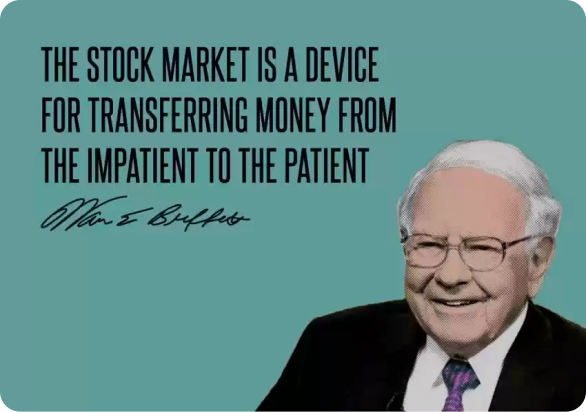 THE STOCK MARKET IS A DEVICE
FOR TRANSFERRING MONEY FROM
THE IMPATIENT TO THE PATIENT
Warren E Buffett